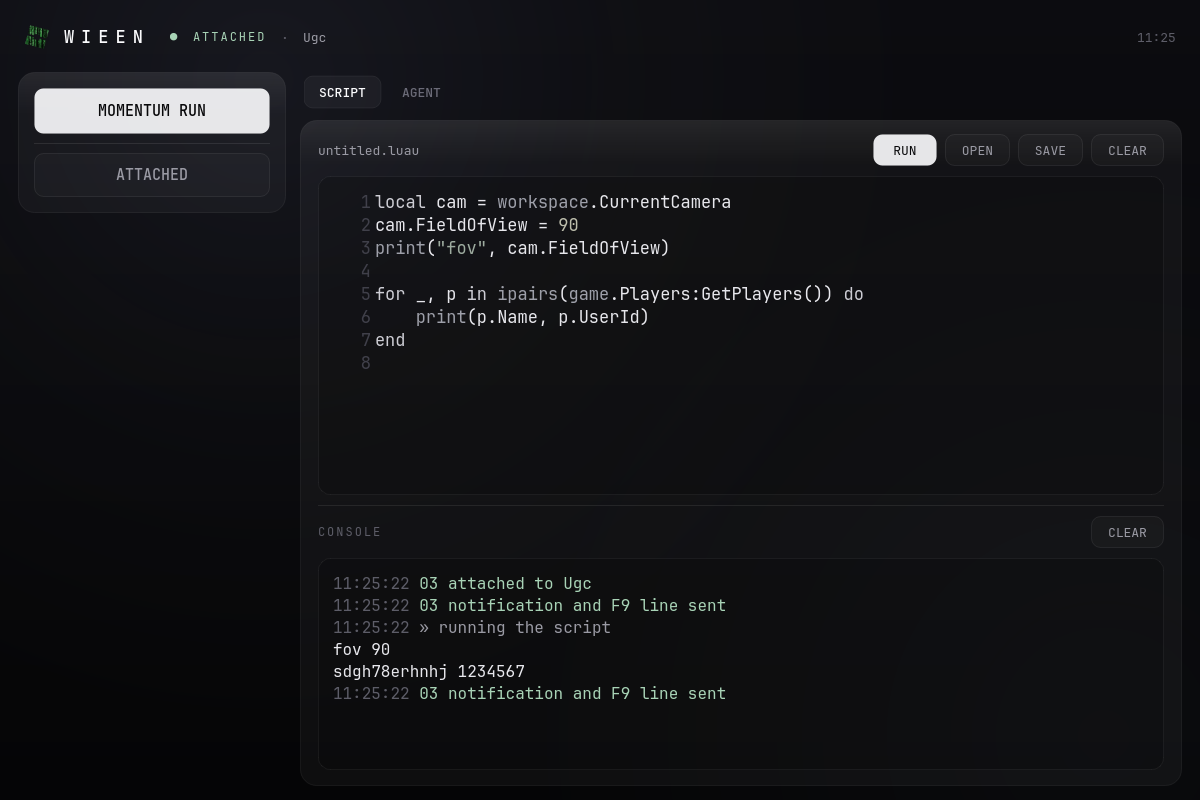 WIEEN ● ATTACHED · Ugc 11:25
MOMENTUM RUN
ATTACHED
SCRIPT AGENT
untitled.luau RUN OPEN SAVE CLEAR
1 local cam = workspace.CurrentCamera
2 cam.FieldOfView = 90
3 print("fov", cam.FieldOfView)
4
5 for _, p in ipairs(game.Players:GetPlayers()) do
6     print(p.Name, p.UserId)
7 end
8
CONSOLE CLEAR
11:25:22 03 attached to Ugc
11:25:22 03 notification and F9 line sent
11:25:22 » running the script
fov 90
sdgh78erhnhj 1234567
11:25:22 03 notification and F9 line sent